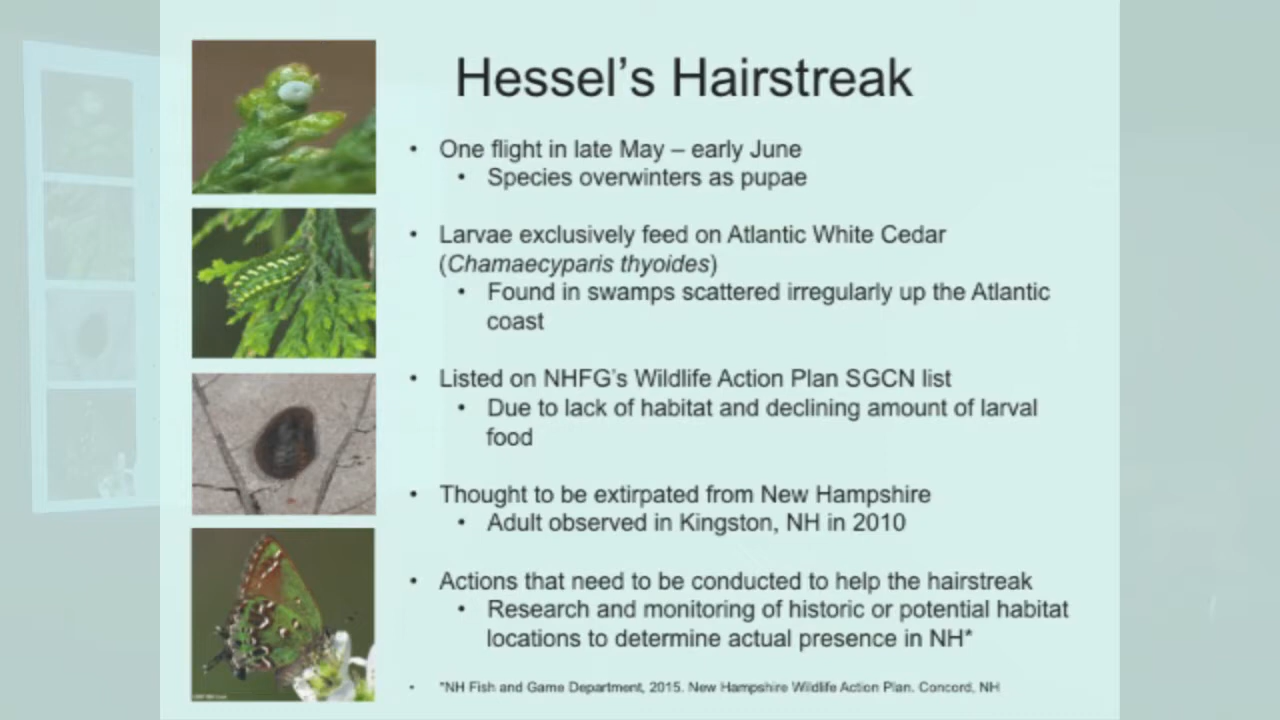 Hessel's Hairstreak
• One flight in late May – early June
• Species overwinters as pupae
• Larvae exclusively feed on Atlantic White Cedar
(Chamaecyparis thyoides)
• Found in swamps scattered irregularly up the Atlantic
coast
• Listed on NHFG's Wildlife Action Plan SGCN list
• Due to lack of habitat and declining amount of larval
food
• Thought to be extirpated from New Hampshire
• Adult observed in Kingston, NH in 2010
• Actions that need to be conducted to help the hairstreak
• Research and monitoring of historic or potential habitat
locations to determine actual presence in NH*
• *NH Fish and Game Department, 2015. New Hampshire Wildlife Action Plan. Concord, NH